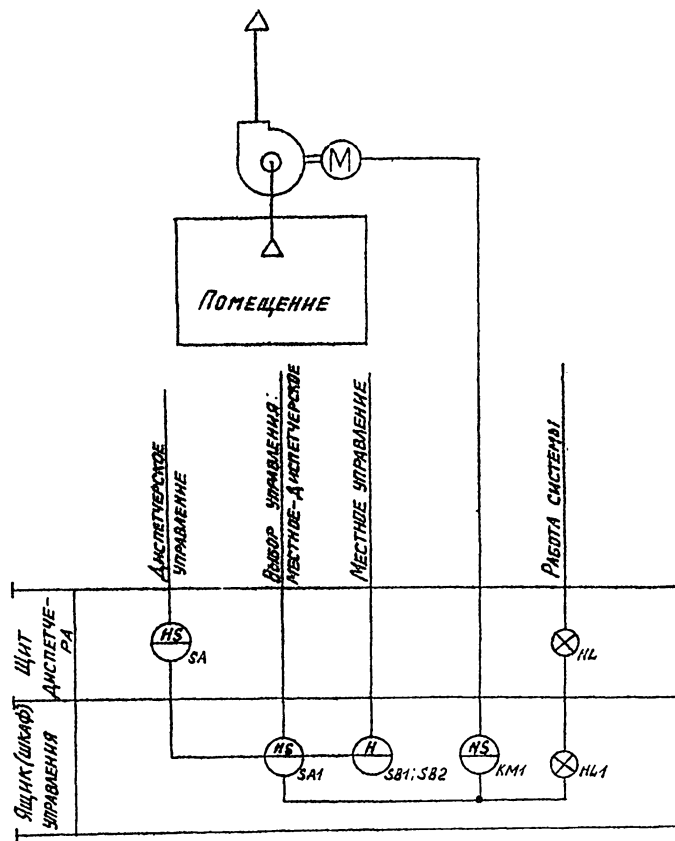 M
ПОМЕЩЕНИЕ
ДИСПЕТЧЕРСКОЕ
УПРАВЛЕНИЕ
ВЫБОР УПРАВЛЕНИЯ:
МЕСТНОЕ-ДИСПЕТЧЕРСКОЕ
МЕСТНОЕ УПРАВЛЕНИЕ
РАБОТА СИСТЕМЫ
ЩИТ
ДИСПЕТЧЕ-
РА
HS
SA
HL
ЯЩИК (ШКАФ)
УПРАВЛЕНИЯ
HS
SA1
H
SB1; SB2
NS
KM1
HL1